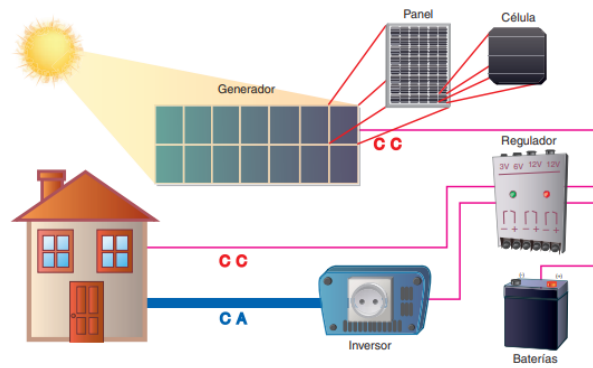 Panel
Célula
Generador
C C
Regulador
3V 6V 12V 12V
- + - + - +
C C
C A
Inversor
(-) (+)
Baterías